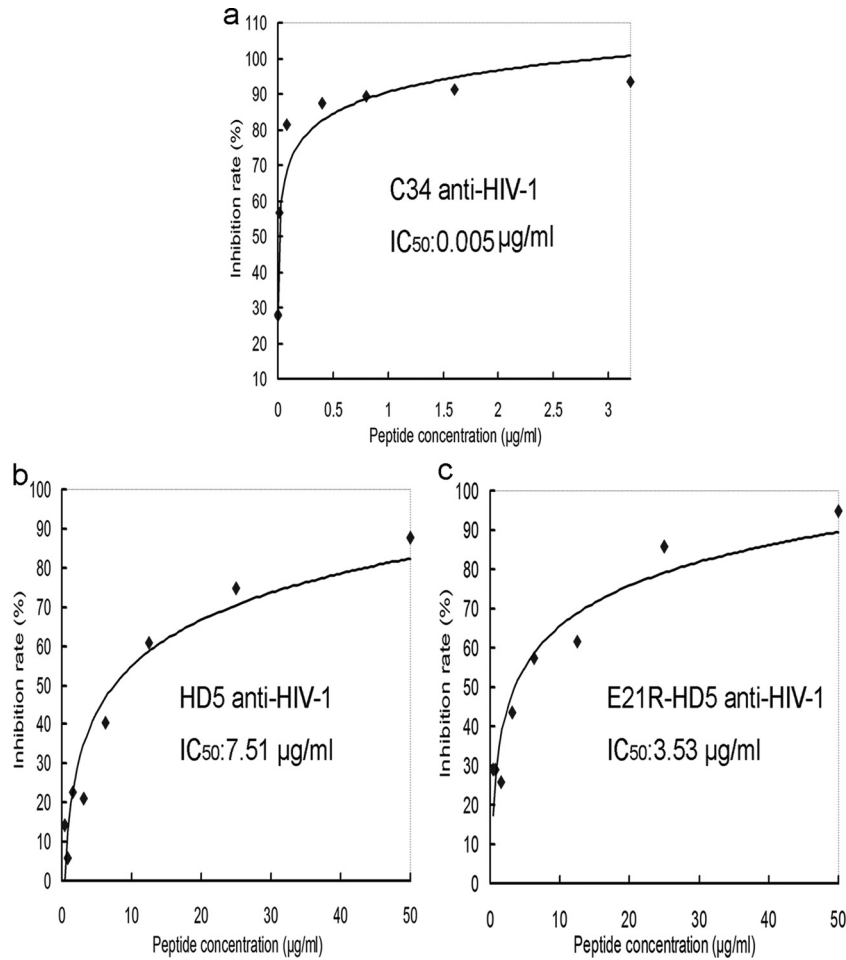 a
110
100
90
80
70
60
50
40
30
20
10
Inhibition rate (%)
C34 anti-HIV-1
IC50:0.005 µg/ml
0 0.5 1 1.5 2 2.5 3
Peptide concentration (µg/ml)
b
100
90
80
70
60
50
40
30
20
10
0
Inhibition rate (%)
HD5 anti-HIV-1
IC50:7.51 µg/ml
0 10 20 30 40 50
Peptide concentration (µg/ml)
c
100
90
80
70
60
50
40
30
20
10
0
Inhibition rate (%)
E21R-HD5 anti-HIV-1
IC50:3.53 µg/ml
0 10 20 30 40 50
Peptide concentration (µg/ml)